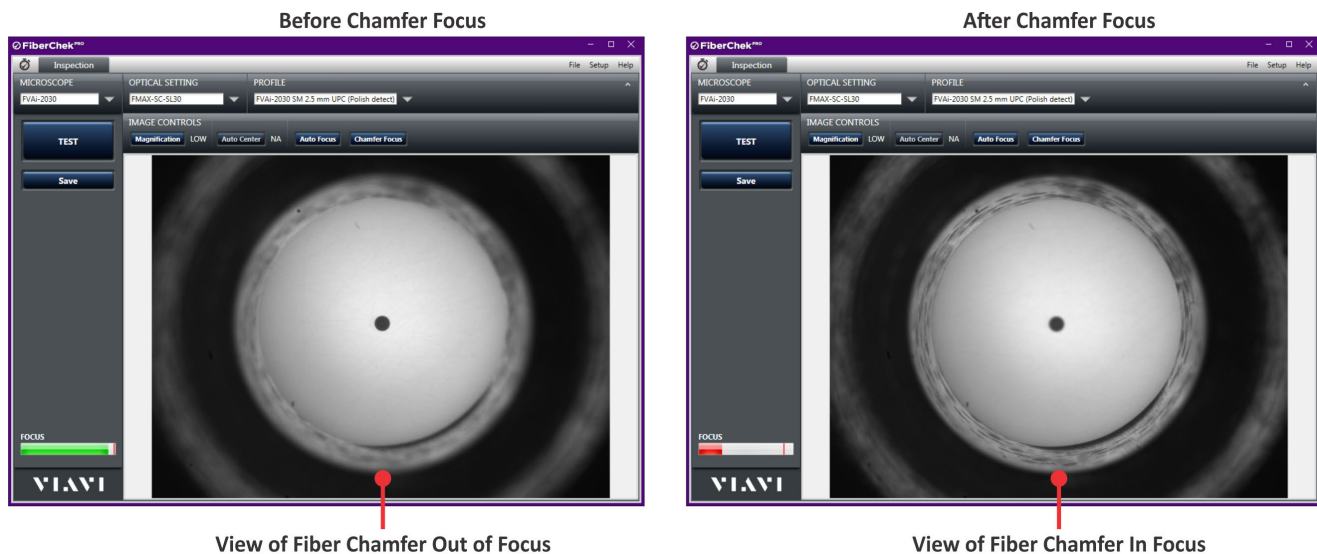 Before Chamfer Focus
FiberChek PRO
Inspection
File Setup Help
MICROSCOPE OPTICAL SETTING PROFILE
FVAi-2030 FMAX-SC-SL30 FVAi-2030 SM 2.5 mm UPC (Polish detect)
IMAGE CONTROLS
TEST
Magnification LOW Auto Center NA Auto Focus Chamfer Focus
Save
FOCUS
VIAVI
View of Fiber Chamfer Out of Focus
After Chamfer Focus
FiberChek PRO
Inspection
File Setup Help
MICROSCOPE OPTICAL SETTING PROFILE
FVAi-2030 FMAX-SC-SL30 FVAi-2030 SM 2.5 mm UPC (Polish detect)
IMAGE CONTROLS
TEST
Magnification LOW Auto Center NA Auto Focus Chamfer Focus
Save
FOCUS
VIAVI
View of Fiber Chamfer In Focus